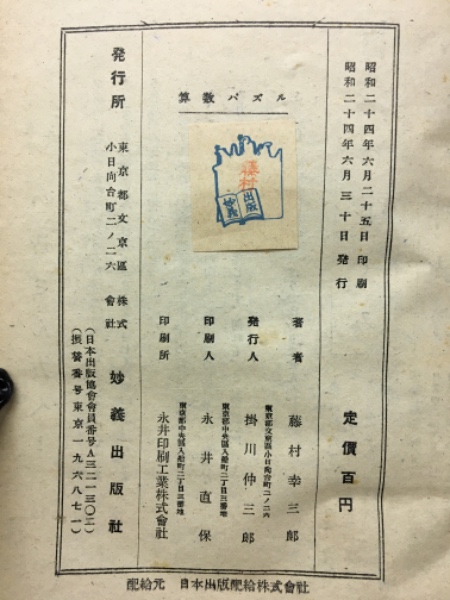 昭和二十四年六月二十五日印刷
昭和二十四年六月三十日発行
定價百円
算数パズル
藤村
出版
妙義
著者 藤村幸三郎
発行人 掛川仲三郎
東京都文京區小日向台町二ノ二六
印刷人 永井直保
東京都中央區入船町二丁目三番地
印刷所 永井印刷工業株式會社
東京都中央區入船町二丁目三番地
発行所 東京都文京區小日向台町二ノ二六
株式會社 妙義出版社
(日本出版協會會員番号A三二一三〇二)
(振替番号東京一九六八七一)
配給元 日本出版配給株式會社